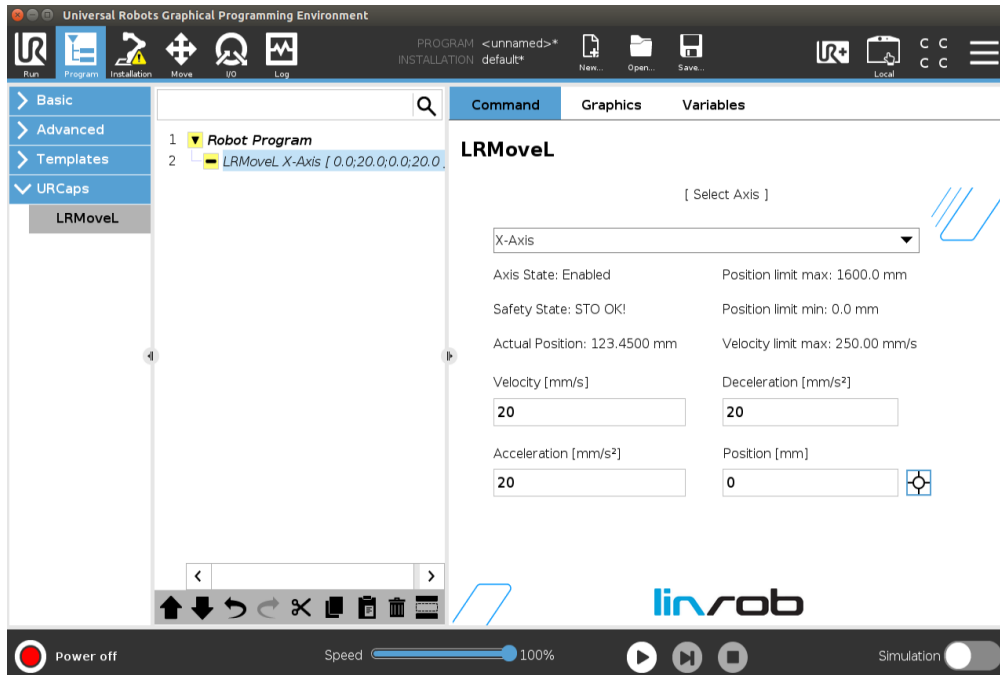 Universal Robots Graphical Programming Environment
PROGRAM <unnamed>*
INSTALLATION default*
Run Program Installation Move I/O Log New... Open... Save... UR+ Local
C C
C C
Basic
Advanced
Templates
URCaps
LRMoveL
1 Robot Program
2 LRMoveL X-Axis [ 0.0;20.0;0.0;20.0
Command Graphics Variables
LRMoveL
[ Select Axis ]
X-Axis
Axis State: Enabled Position limit max: 1600.0 mm
Safety State: STO OK! Position limit min: 0.0 mm
Actual Position: 123.4500 mm Velocity limit max: 250.00 mm/s
Velocity [mm/s] Deceleration [mm/s²]
20 20
Acceleration [mm/s²] Position [mm]
20 0
linrob
Power off Speed 100% Simulation